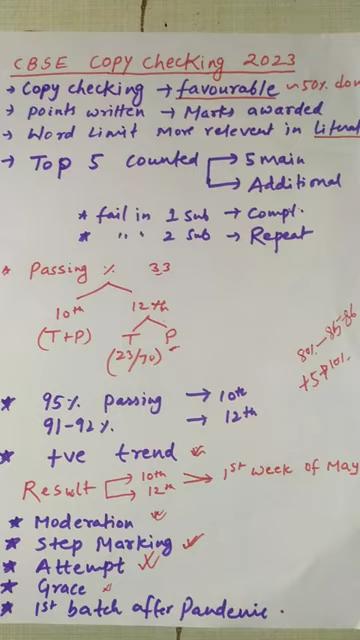 CBSE Copy Checking 2023
→ Copy checking → favourable ~50% don
→ points written → Marks awarded
→ Word Limit More relevent in Literat
→ Top 5 counted → 5 main
→ Additional
* fail in 1 Sub → Compt.
* " " 2 Sub → Repeat
* Passing % 33
10th 12th
(T+P) T P
(23/70)
80% - 85-86
+5% 10%
* 95% Passing → 10th
91-92% → 12th
* +ve trend
Result → 10th → 1st week of May
→ 12th
* Moderation
* Step Marking ✓
* Attempt
* Grace
* 1st batch after Pandemic.